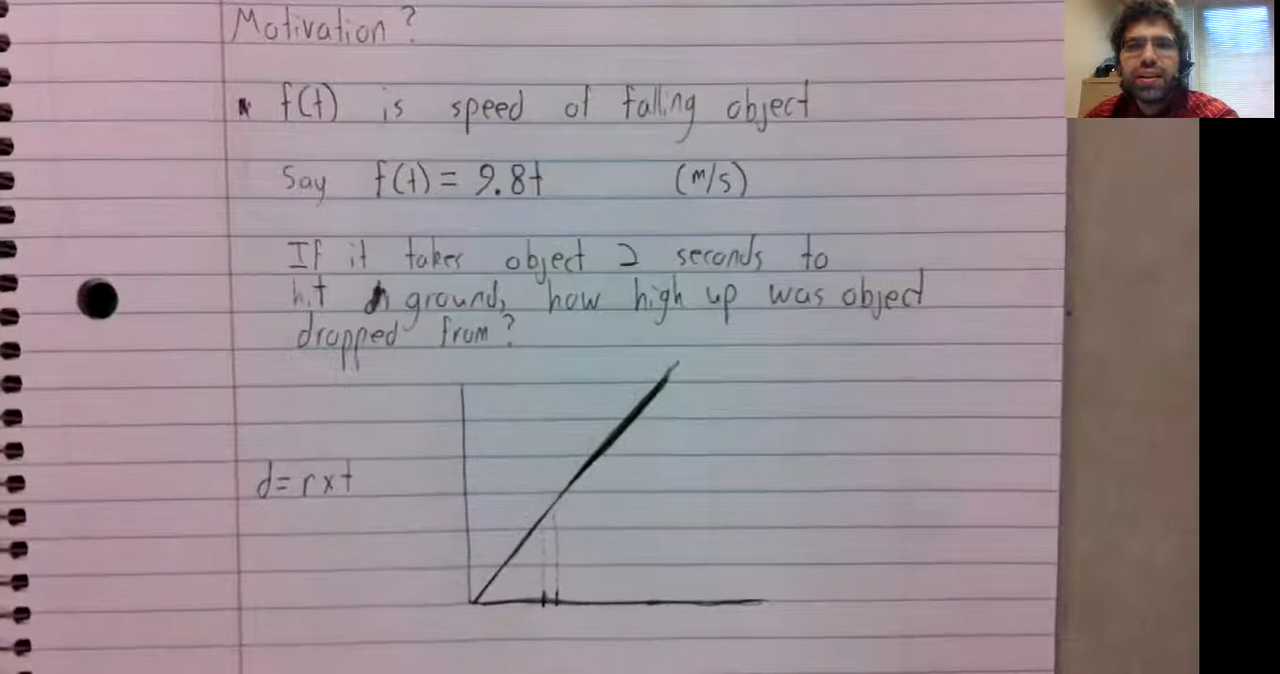 Motivation?
f(t) is speed of falling object
Say f(t) = 9.8t (m/s)
If it takes object 2 seconds to
hit ground, how high up was object
dropped from?
d = r x t